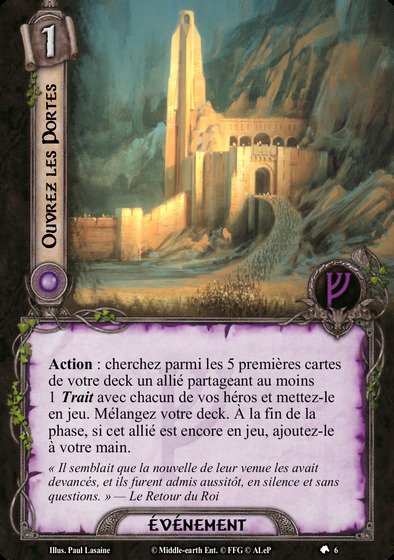 1
OUVREZ LES PORTES
Action : cherchez parmi les 5 premières cartes
de votre deck un allié partageant au moins
1 Trait avec chacun de vos héros et mettez-le
en jeu. Mélangez votre deck. À la fin de la
phase, si cet allié est encore en jeu, ajoutez-le
à votre main.
« Il semblait que la nouvelle de leur venue les avait
devancés, et ils furent admis aussitôt, en silence et sans
questions. » — Le Retour du Roi
ÉVÉNEMENT
Illus. Paul Lasaine
© Middle-earth Ent. © FFG © ALeP
6